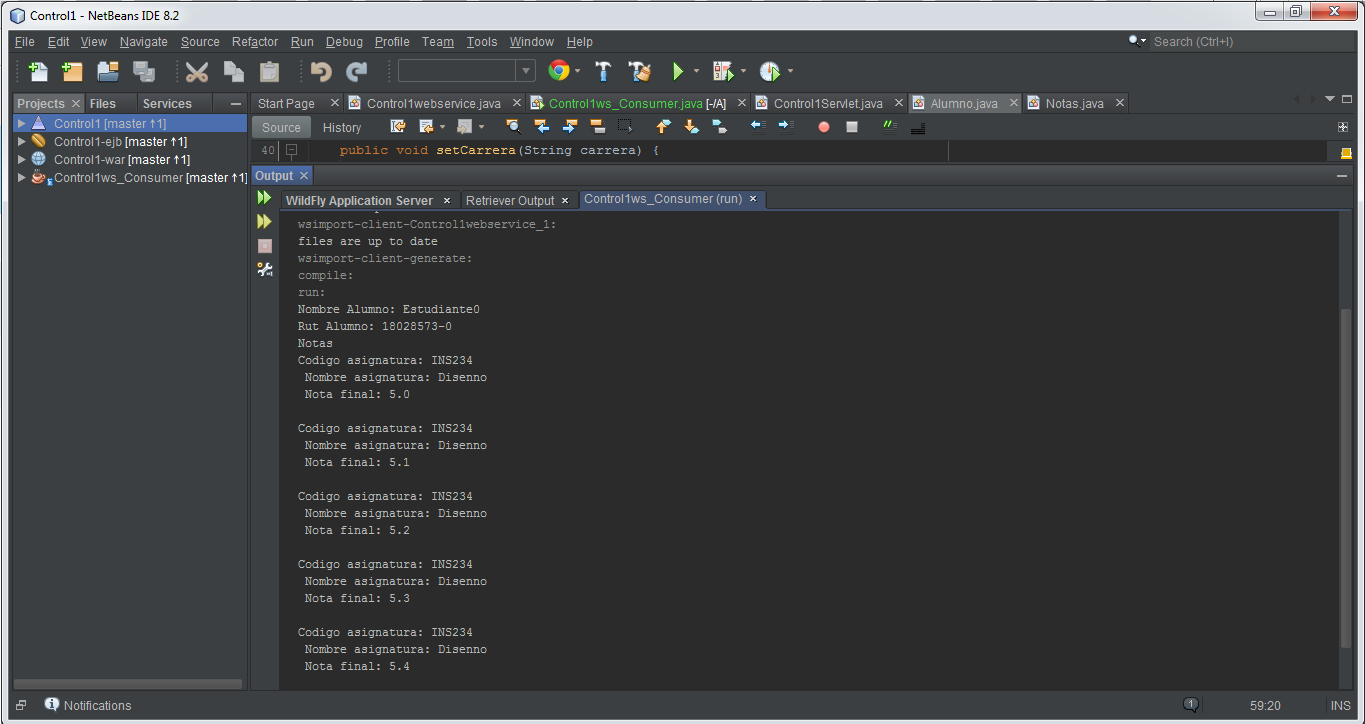 Control1 - NetBeans IDE 8.2
File Edit View Navigate Source Refactor Run Debug Profile Team Tools Window Help
Search (Ctrl+I)
Projects Files Services
Start Page Control1webservice.java Control1ws_Consumer.java [-/A] Control1Servlet.java Alumno.java Notas.java
Control1 [master ↑1]
Control1-ejb [master ↑1]
Control1-war [master ↑1]
Control1ws_Consumer [master ↑1]
Source History
40 public void setCarrera(String carrera) {
Output
WildFly Application Server Retriever Output Control1ws_Consumer (run)
wsimport-client-Control1webservice_1:
files are up to date
wsimport-client-generate:
compile:
run:
Nombre Alumno: Estudiante0
Rut Alumno: 18028573-0
Notas
Codigo asignatura: INS234
Nombre asignatura: Disenno
Nota final: 5.0
Codigo asignatura: INS234
Nombre asignatura: Disenno
Nota final: 5.1
Codigo asignatura: INS234
Nombre asignatura: Disenno
Nota final: 5.2
Codigo asignatura: INS234
Nombre asignatura: Disenno
Nota final: 5.3
Codigo asignatura: INS234
Nombre asignatura: Disenno
Nota final: 5.4
Notifications
1
59:20
INS